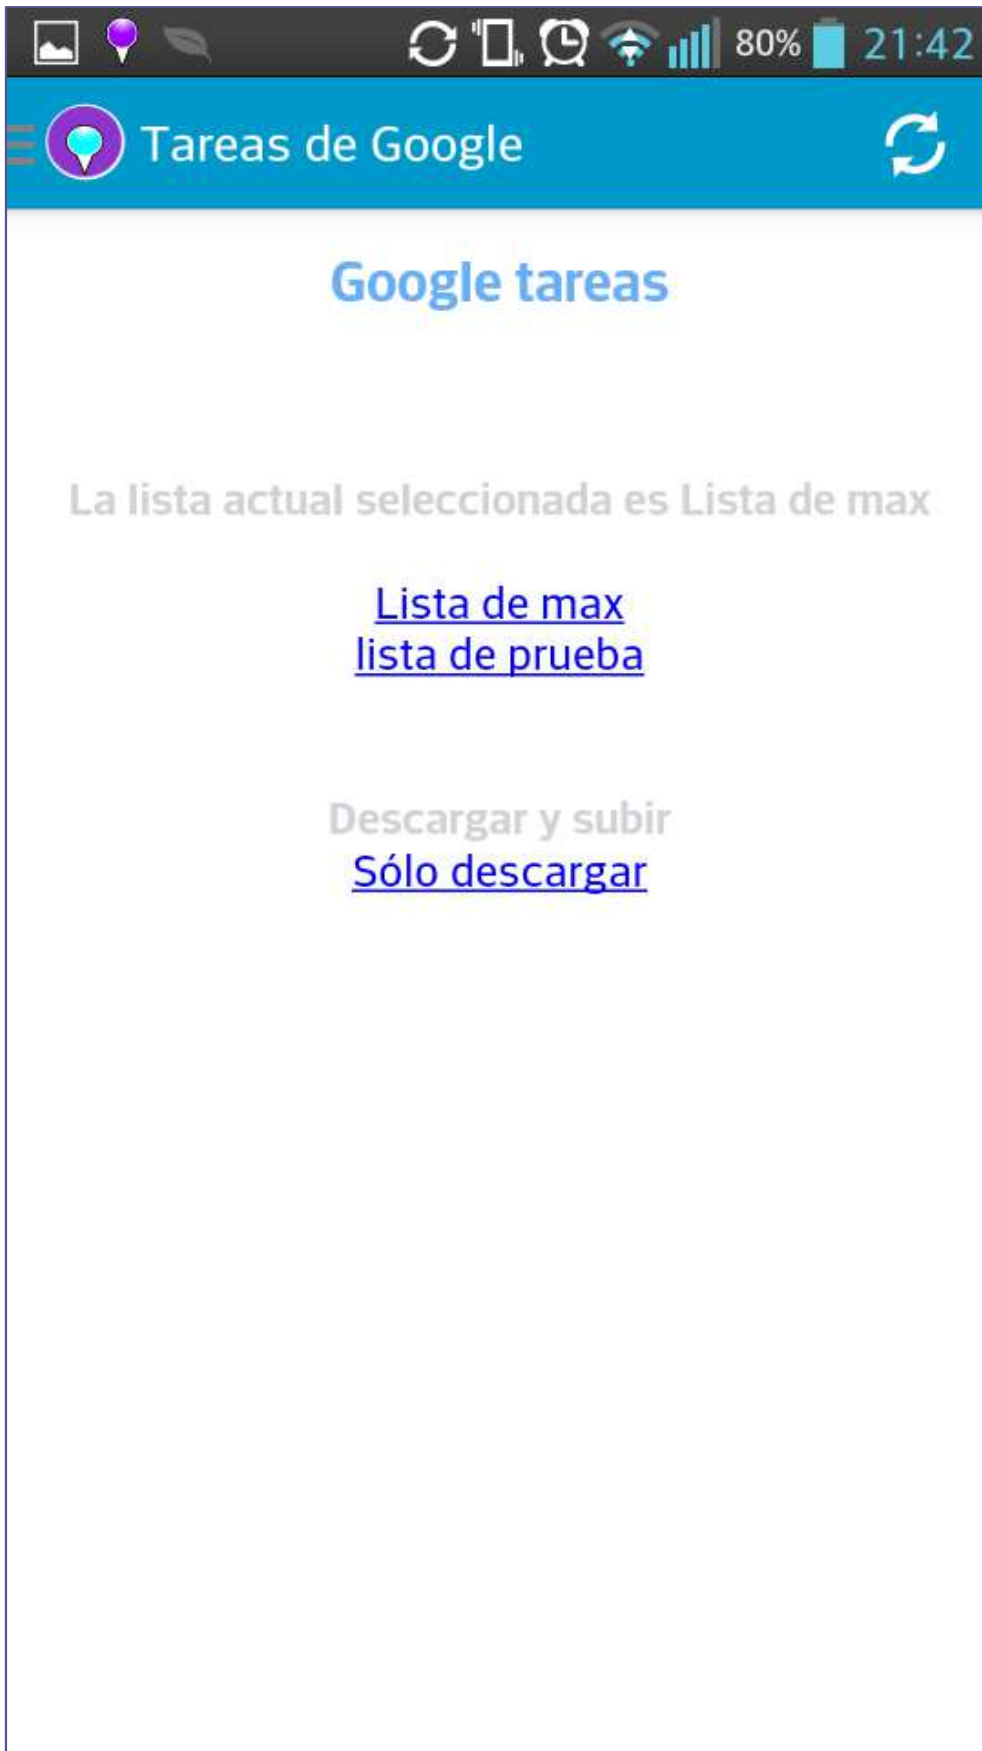 80% 21:42
Tareas de Google
Google tareas
La lista actual seleccionada es Lista de max
Lista de max
lista de prueba
Descargar y subir
Sólo descargar